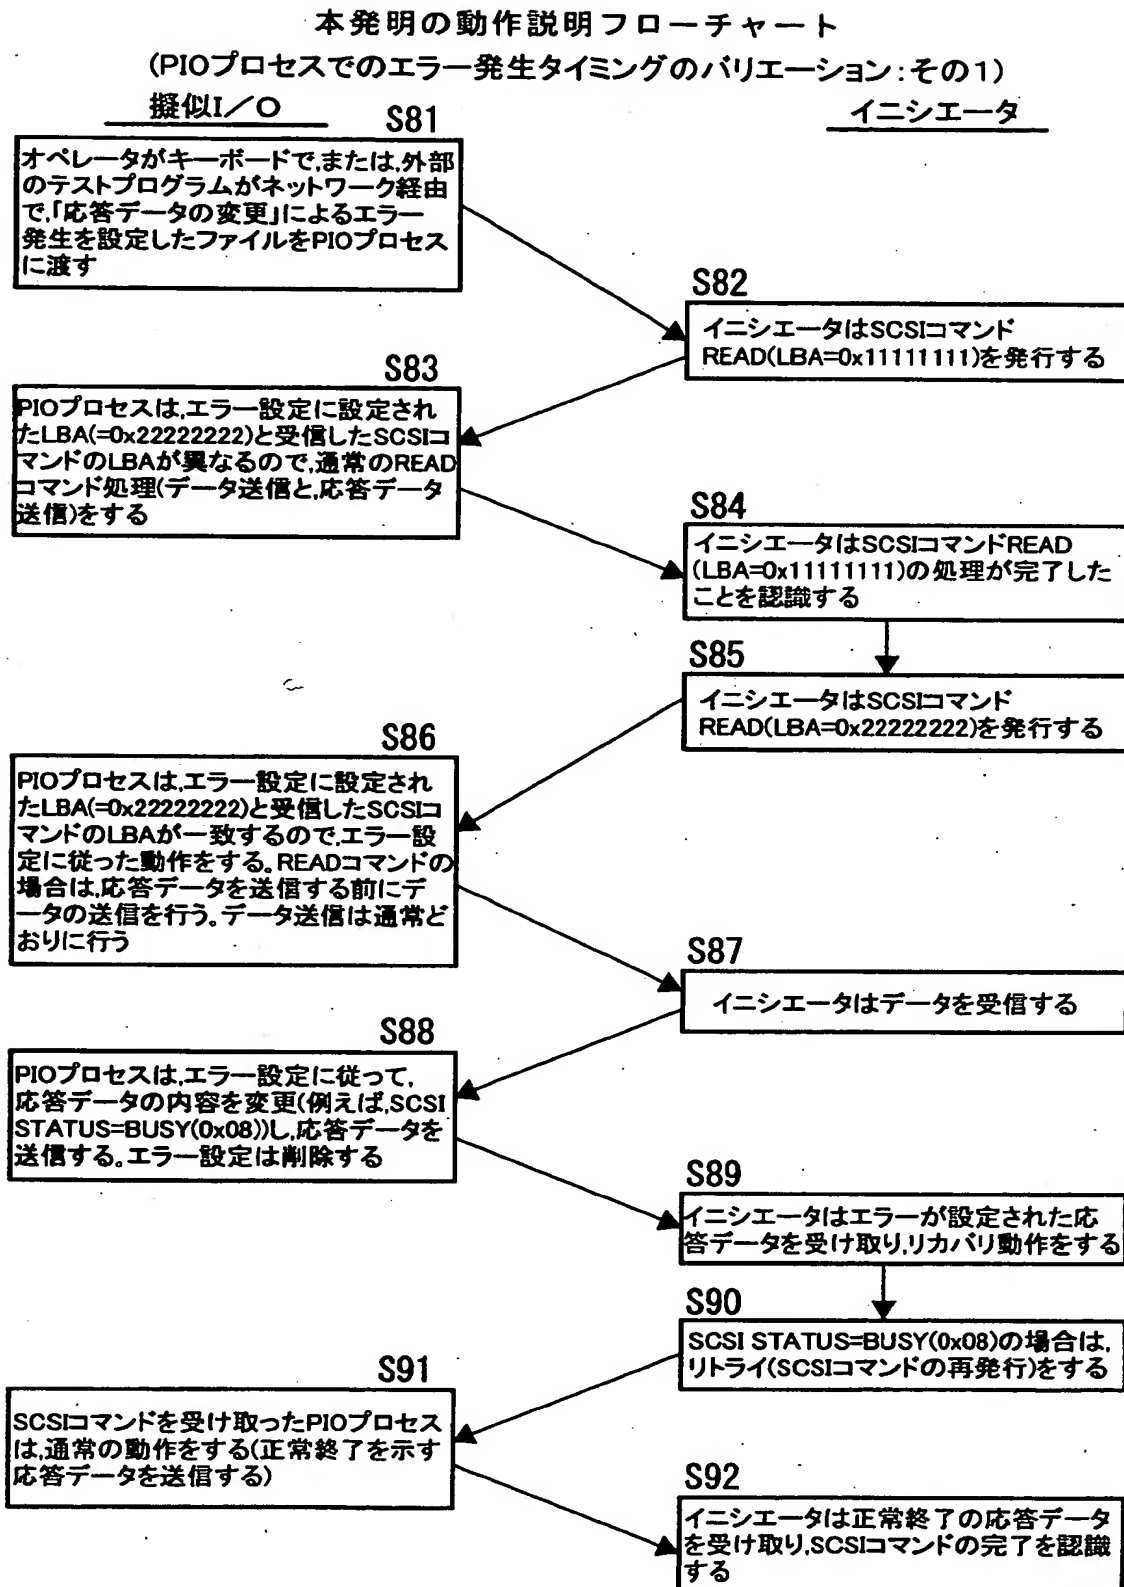 本発明の動作説明フローチャート
(PIOプロセスでのエラー発生タイミングのバリエーション:その1)
擬似I/O
イニシエータ
S81
オペレータがキーボードで,または,外部
のテストプログラムがネットワーク経由
で,「応答データの変更」によるエラー
発生を設定したファイルをPIOプロセス
に渡す
S82
イニシエータはSCSIコマンド
READ(LBA=0x11111111)を発行する
S83
PIOプロセスは,エラー設定に設定され
たLBA(=0x22222222)と受信したSCSIコ
マンドのLBAが異なるので,通常のREAD
コマンド処理(データ送信と,応答データ
送信)をする
S84
イニシエータはSCSIコマンドREAD
(LBA=0x11111111)の処理が完了した
ことを認識する
S85
イニシエータはSCSIコマンド
READ(LBA=0x22222222)を発行する
S86
PIOプロセスは,エラー設定に設定され
たLBA(=0x22222222)と受信したSCSIコ
マンドのLBAが一致するので,エラー設
定に従った動作をする。READコマンドの
場合は,応答データを送信する前にデ
ータの送信を行う。データ送信は通常ど
おりに行う
S87
イニシエータはデータを受信する
S88
PIOプロセスは,エラー設定に従って,
応答データの内容を変更(例えば,SCSI
STATUS=BUSY(0x08))し,応答データを
送信する。エラー設定は削除する
S89
イニシエータはエラーが設定された応
答データを受け取り,リカバリ動作をする
S90
SCSI STATUS=BUSY(0x08)の場合は,
リトライ(SCSIコマンドの再発行)をする
S91
SCSIコマンドを受け取ったPIOプロセス
は,通常の動作をする(正常終了を示す
応答データを送信する)
S92
イニシエータは正常終了の応答データ
を受け取り,SCSIコマンドの完了を認識
する